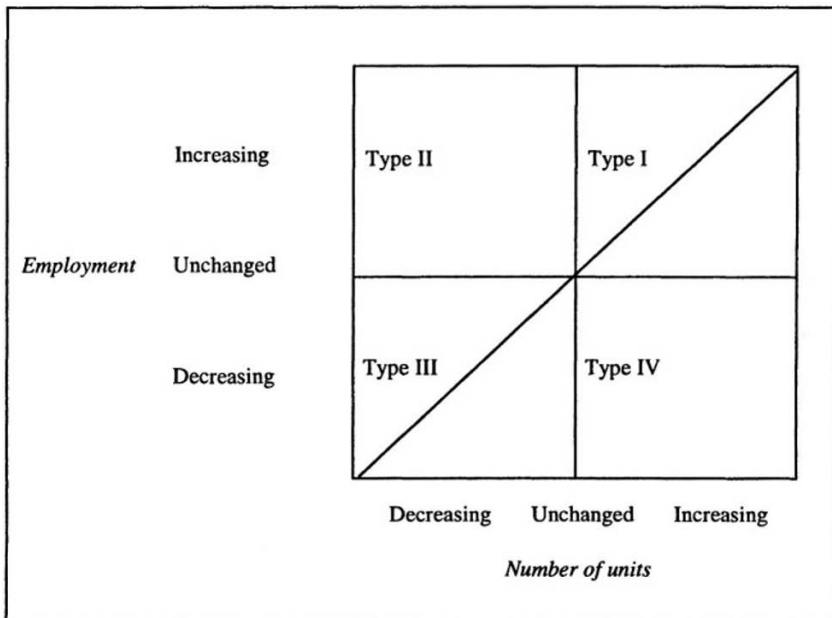 Increasing
Type II
Type I
Employment
Unchanged
Decreasing
Type III
Type IV
Decreasing
Unchanged
Increasing
Number of units